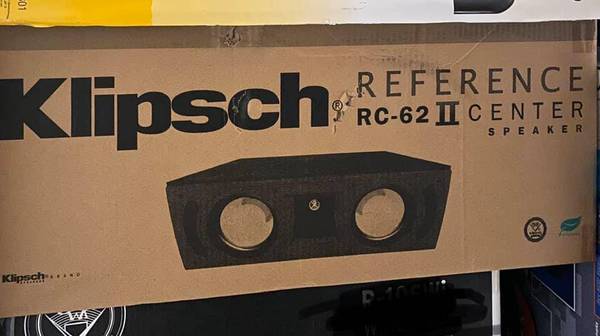 Klipsch®
REFERENCE
RC-62 II CENTER
SPEAKER
Klipsch